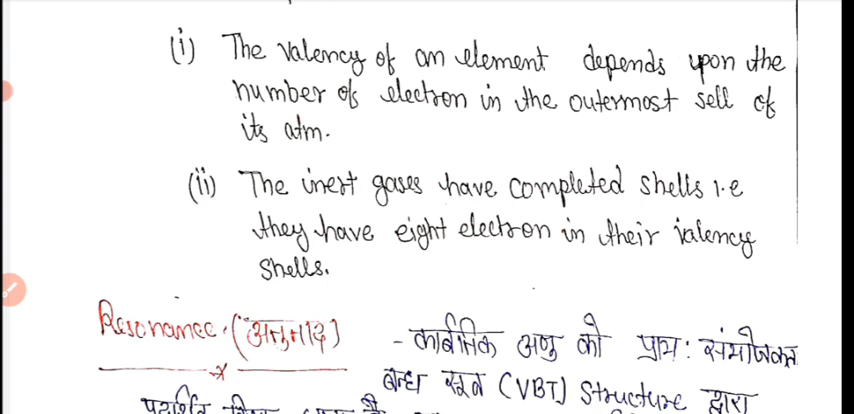 (i) The valency of an element depends upon the
number of electron in the outermost sell of
its atm.
(ii) The inert gases have completed shells i.e
they have eight electron in their valency
shells.
Resonance. (अनुनाद) - कार्बनिक अणु को प्राय: संयोजकता
बन्ध सूत्र (VBT) Structure द्वारा
प्रदर्शित किया